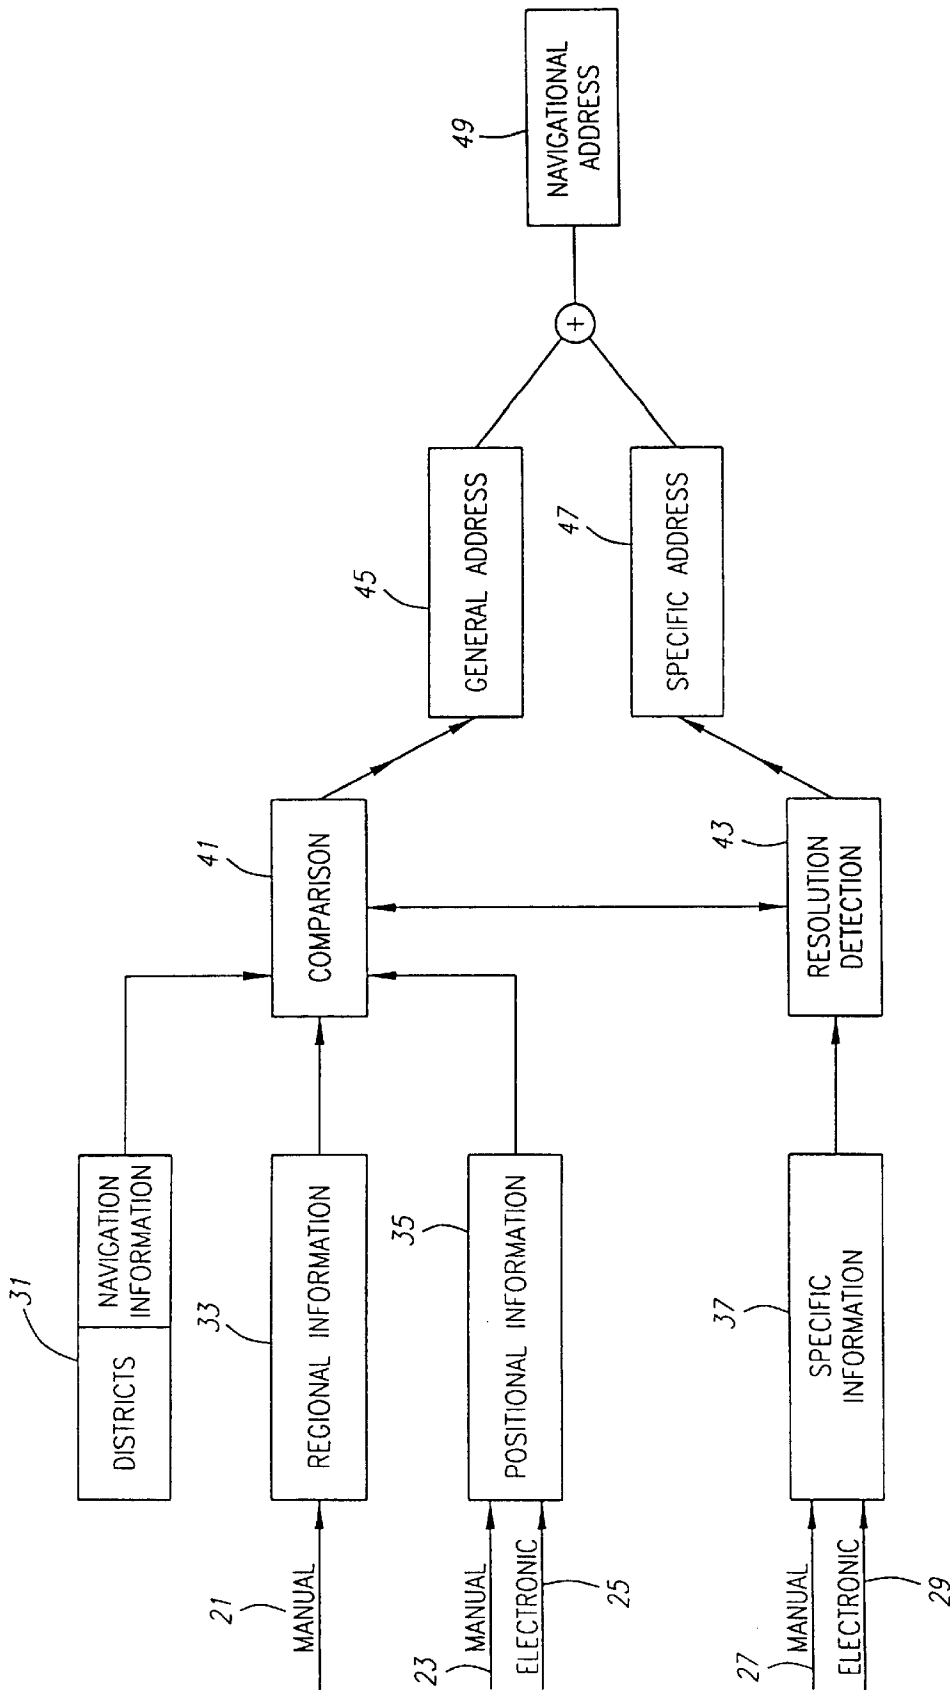 31
DISTRICTS
NAVIGATION
INFORMATION
21
MANUAL
33
REGIONAL INFORMATION
23
MANUAL
ELECTRONIC
25
35
POSITIONAL INFORMATION
27
MANUAL
ELECTRONIC
29
37
SPECIFIC
INFORMATION
41
COMPARISON
43
RESOLUTION
DETECTION
45
GENERAL ADDRESS
47
SPECIFIC ADDRESS
+
49
NAVIGATIONAL
ADDRESS